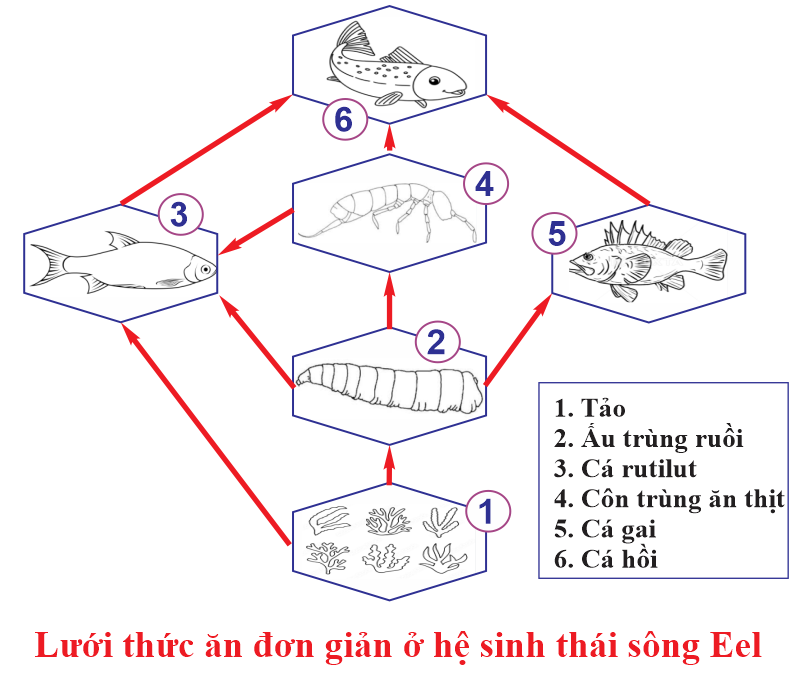 6
4
3
5
2
1
1. Tảo
2. Ấu trùng ruồi
3. Cá rutilut
4. Côn trùng ăn thịt
5. Cá gai
6. Cá hồi
Lưới thức ăn đơn giản ở hệ sinh thái sông Eel